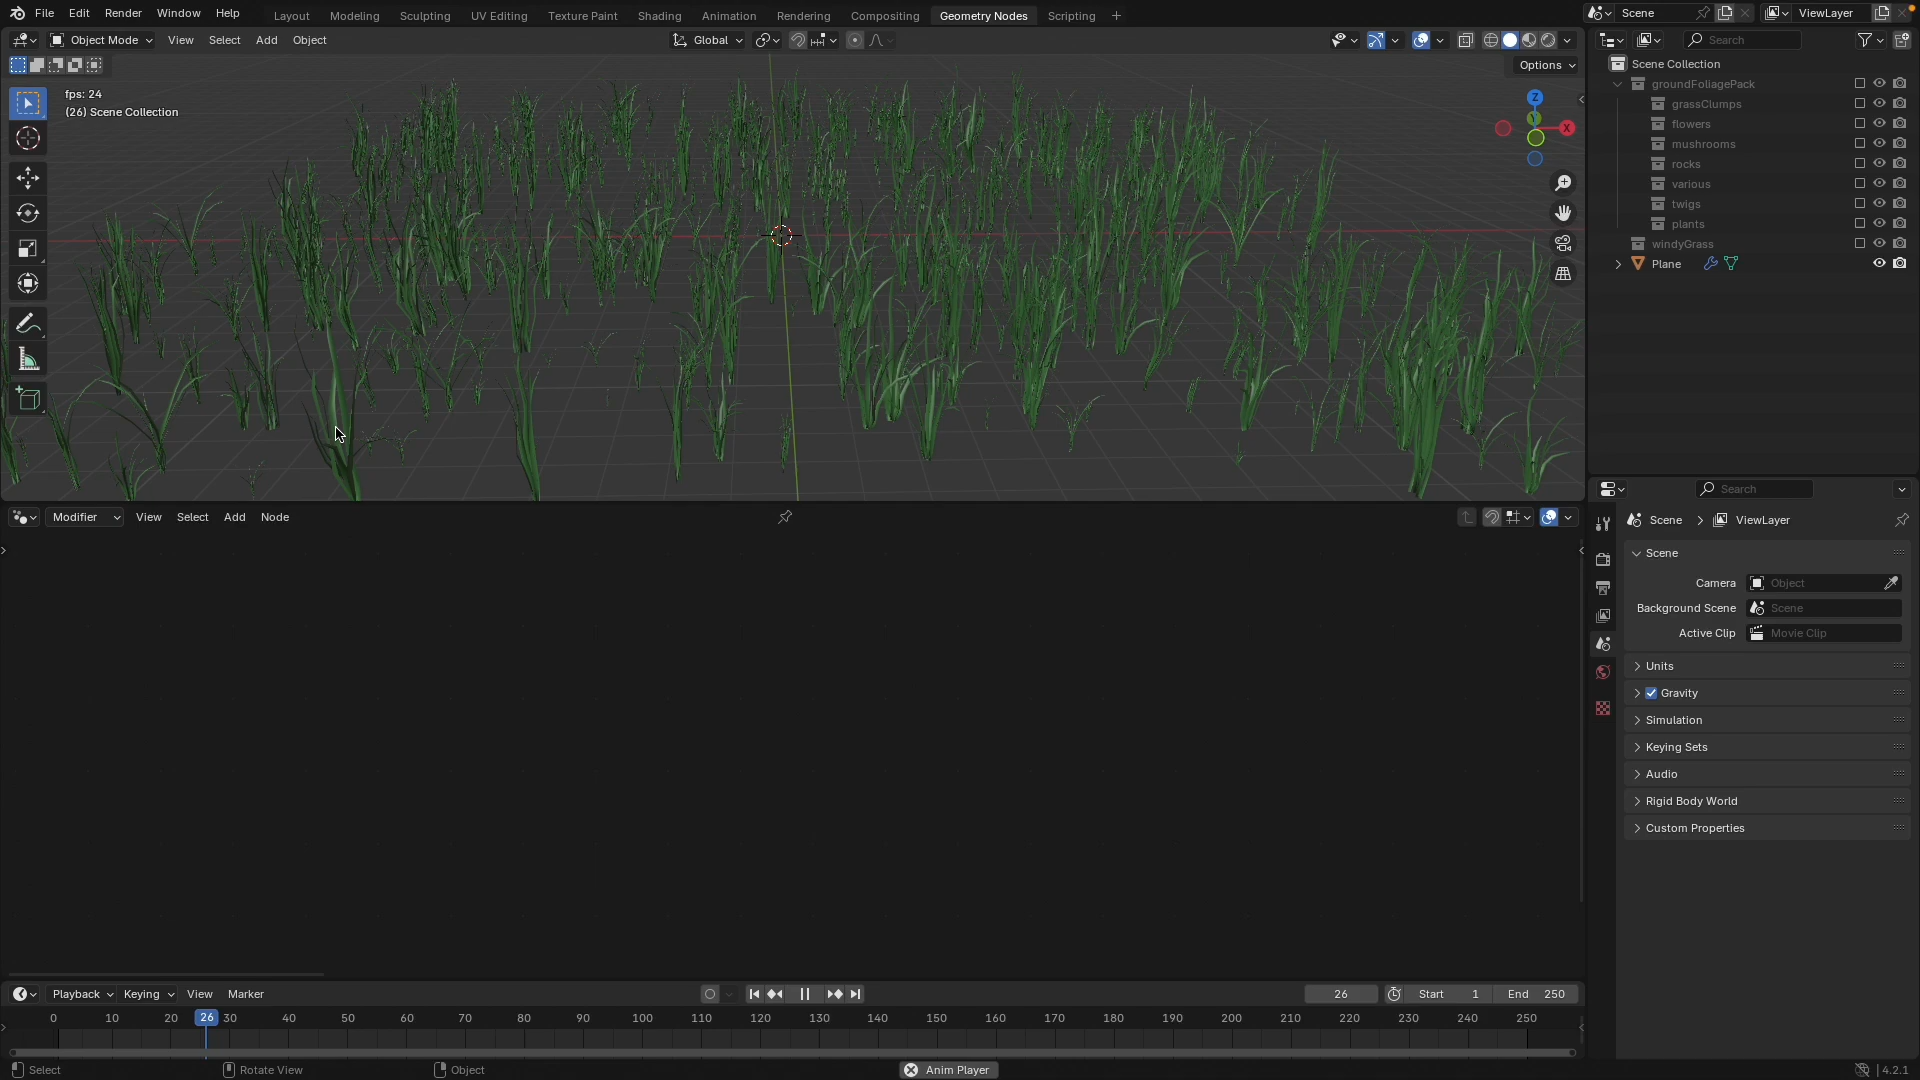 File Edit Render Window Help Layout Modeling Sculpting UV Editing Texture Paint Shading Animation Rendering Compositing Geometry Nodes Scripting + Scene ViewLayer
Object Mode View Select Add Object Global Search
Options
fps: 24
(26) Scene Collection
Z
Y
X
Scene Collection
groundFoliagePack
grassClumps
flowers
mushrooms
rocks
various
twigs
plants
windyGrass
Plane
Modifier View Select Add Node
Search
Scene > ViewLayer
Scene
Camera Object
Background Scene Scene
Active Clip Movie Clip
Units
Gravity
Simulation
Keying Sets
Audio
Rigid Body World
Custom Properties
Playback Keying View Marker 26 Start 1 End 250
0 10 20 26 30 40 50 60 70 80 90 100 110 120 130 140 150 160 170 180 190 200 210 220 230 240 250
Select Rotate View Object Anim Player 4.2.1